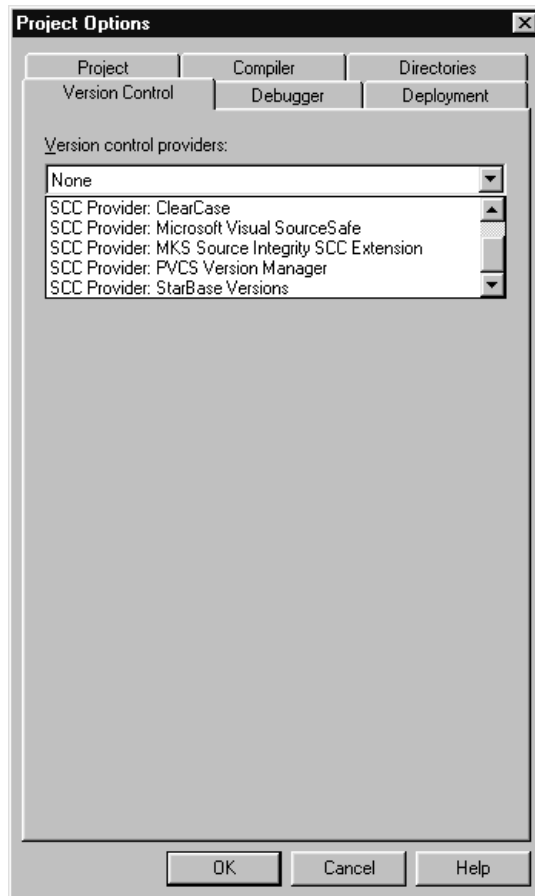 Project Options
Project Compiler Directories
Version Control Debugger Deployment
Version control providers:
None
SCC Provider: ClearCase
SCC Provider: Microsoft Visual SourceSafe
SCC Provider: MKS Source Integrity SCC Extension
SCC Provider: PVCS Version Manager
SCC Provider: StarBase Versions
OK Cancel Help